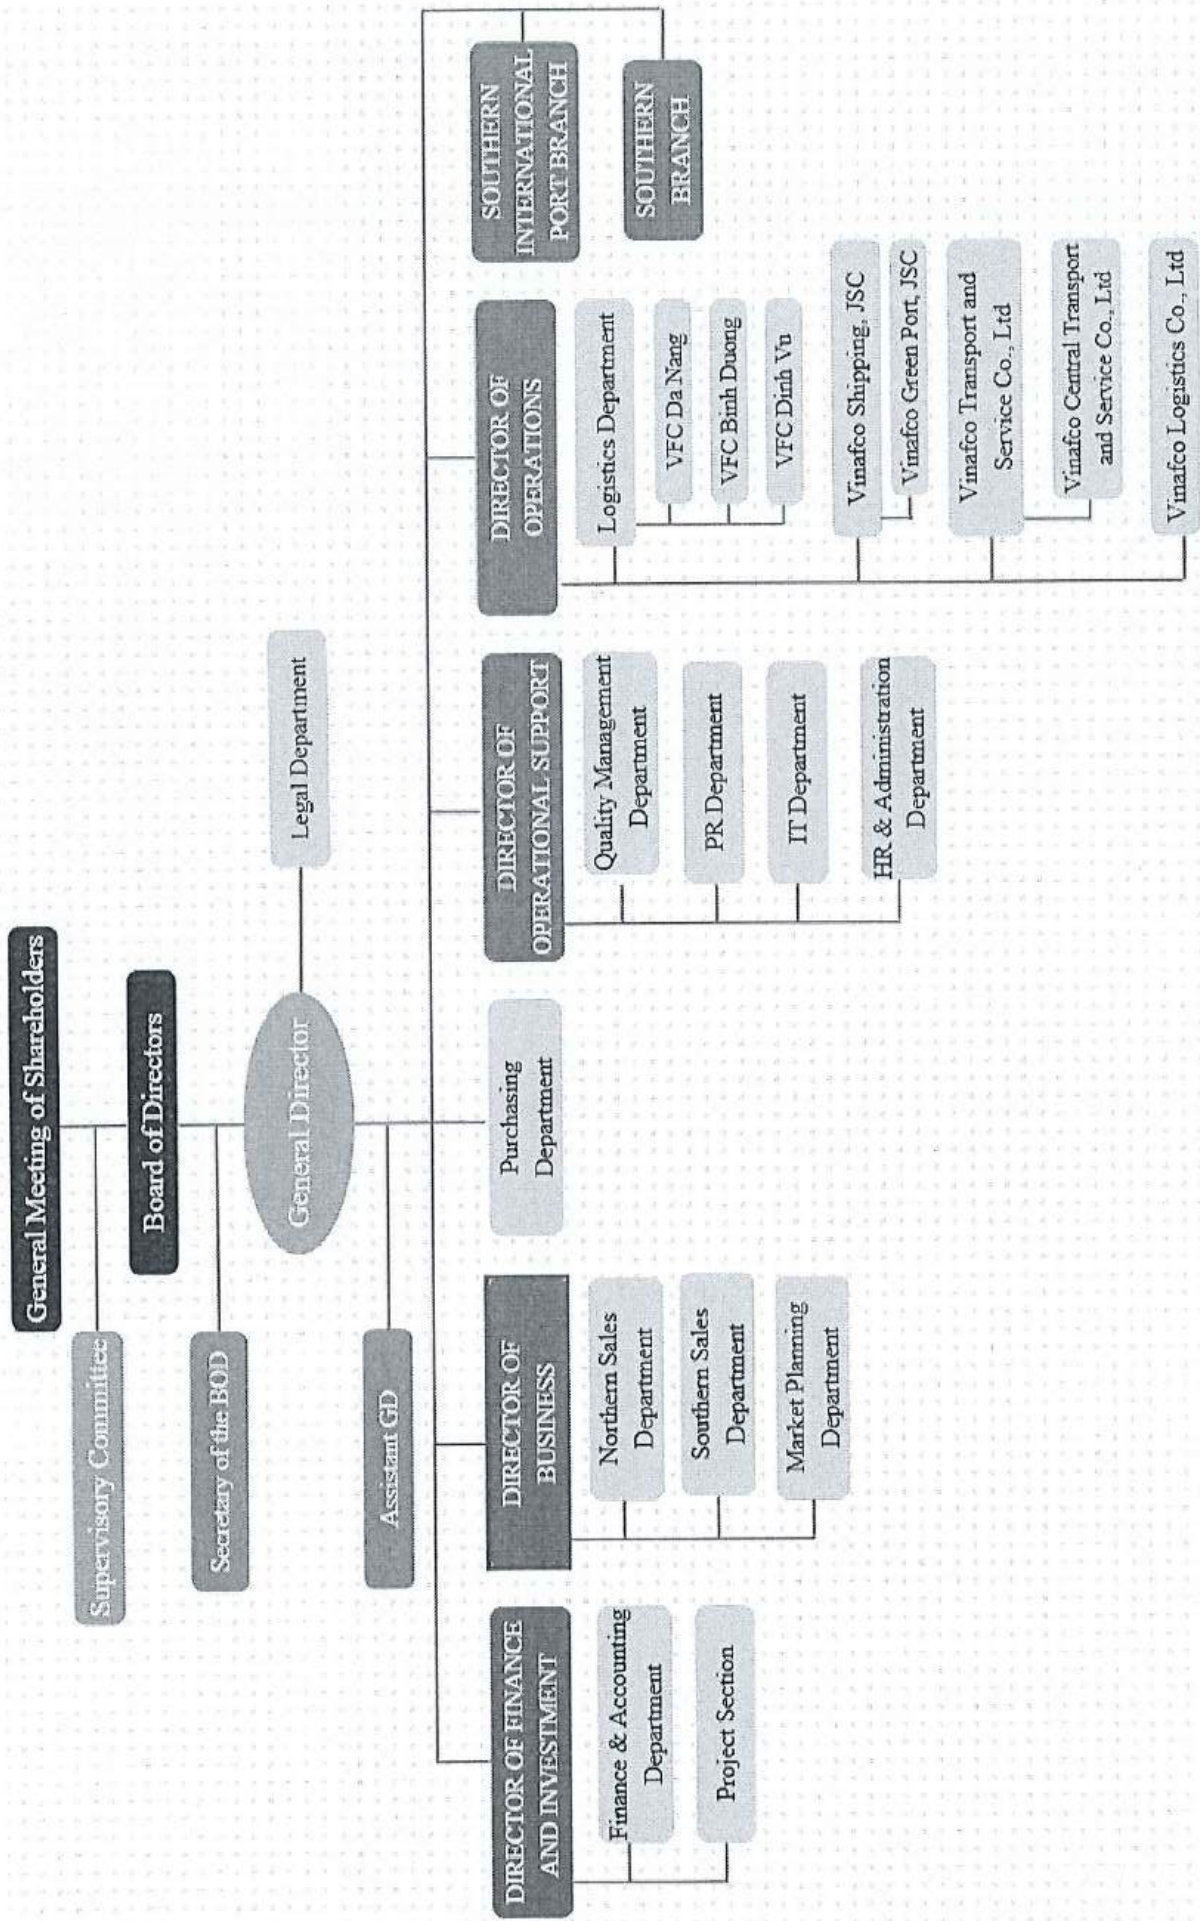 General Meeting of Shareholders
Supervisory Committee
Board of Directors
Secretary of the BOD
General Director
Legal Department
Assistant GD
DIRECTOR OF FINANCE
AND INVESTMENT
Finance & Accounting
Department
Project Section
DIRECTOR OF
BUSINESS
Northern Sales
Department
Southern Sales
Department
Market Planning
Department
Purchasing
Department
DIRECTOR OF
OPERATIONAL SUPPORT
Quality Management
Department
PR Department
IT Department
HR & Administration
Department
DIRECTOR OF
OPERATIONS
Logistics Department
VFC Da Nang
VFC Binh Duong
VFC Dinh Vu
Vinafco Shipping, JSC
Vinafco Green Port, JSC
Vinafco Transport and
Service Co., Ltd
Vinafco Central Transport
and Service Co., Ltd
Vinafco Logistics Co., Ltd
SOUTHERN
INTERNATIONAL
PORT BRANCH
SOUTHERN
BRANCH